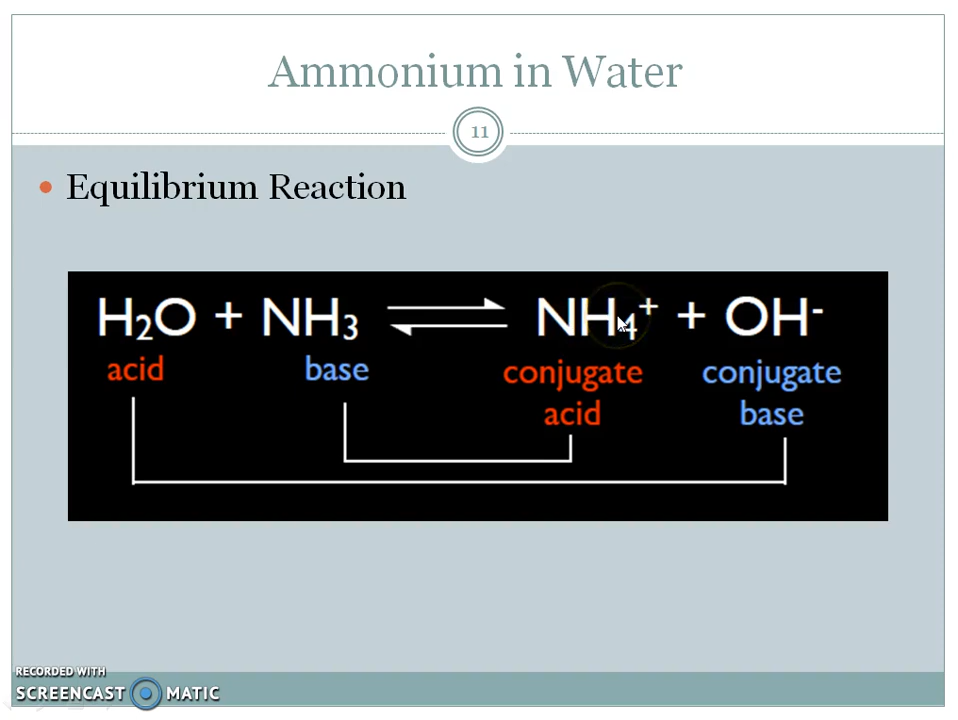 Ammonium in Water
11
• Equilibrium Reaction
H₂O + NH₃ ⇌ NH₄⁺ + OH⁻
acid base conjugate acid conjugate base
RECORDED WITH
SCREENCAST MATIC